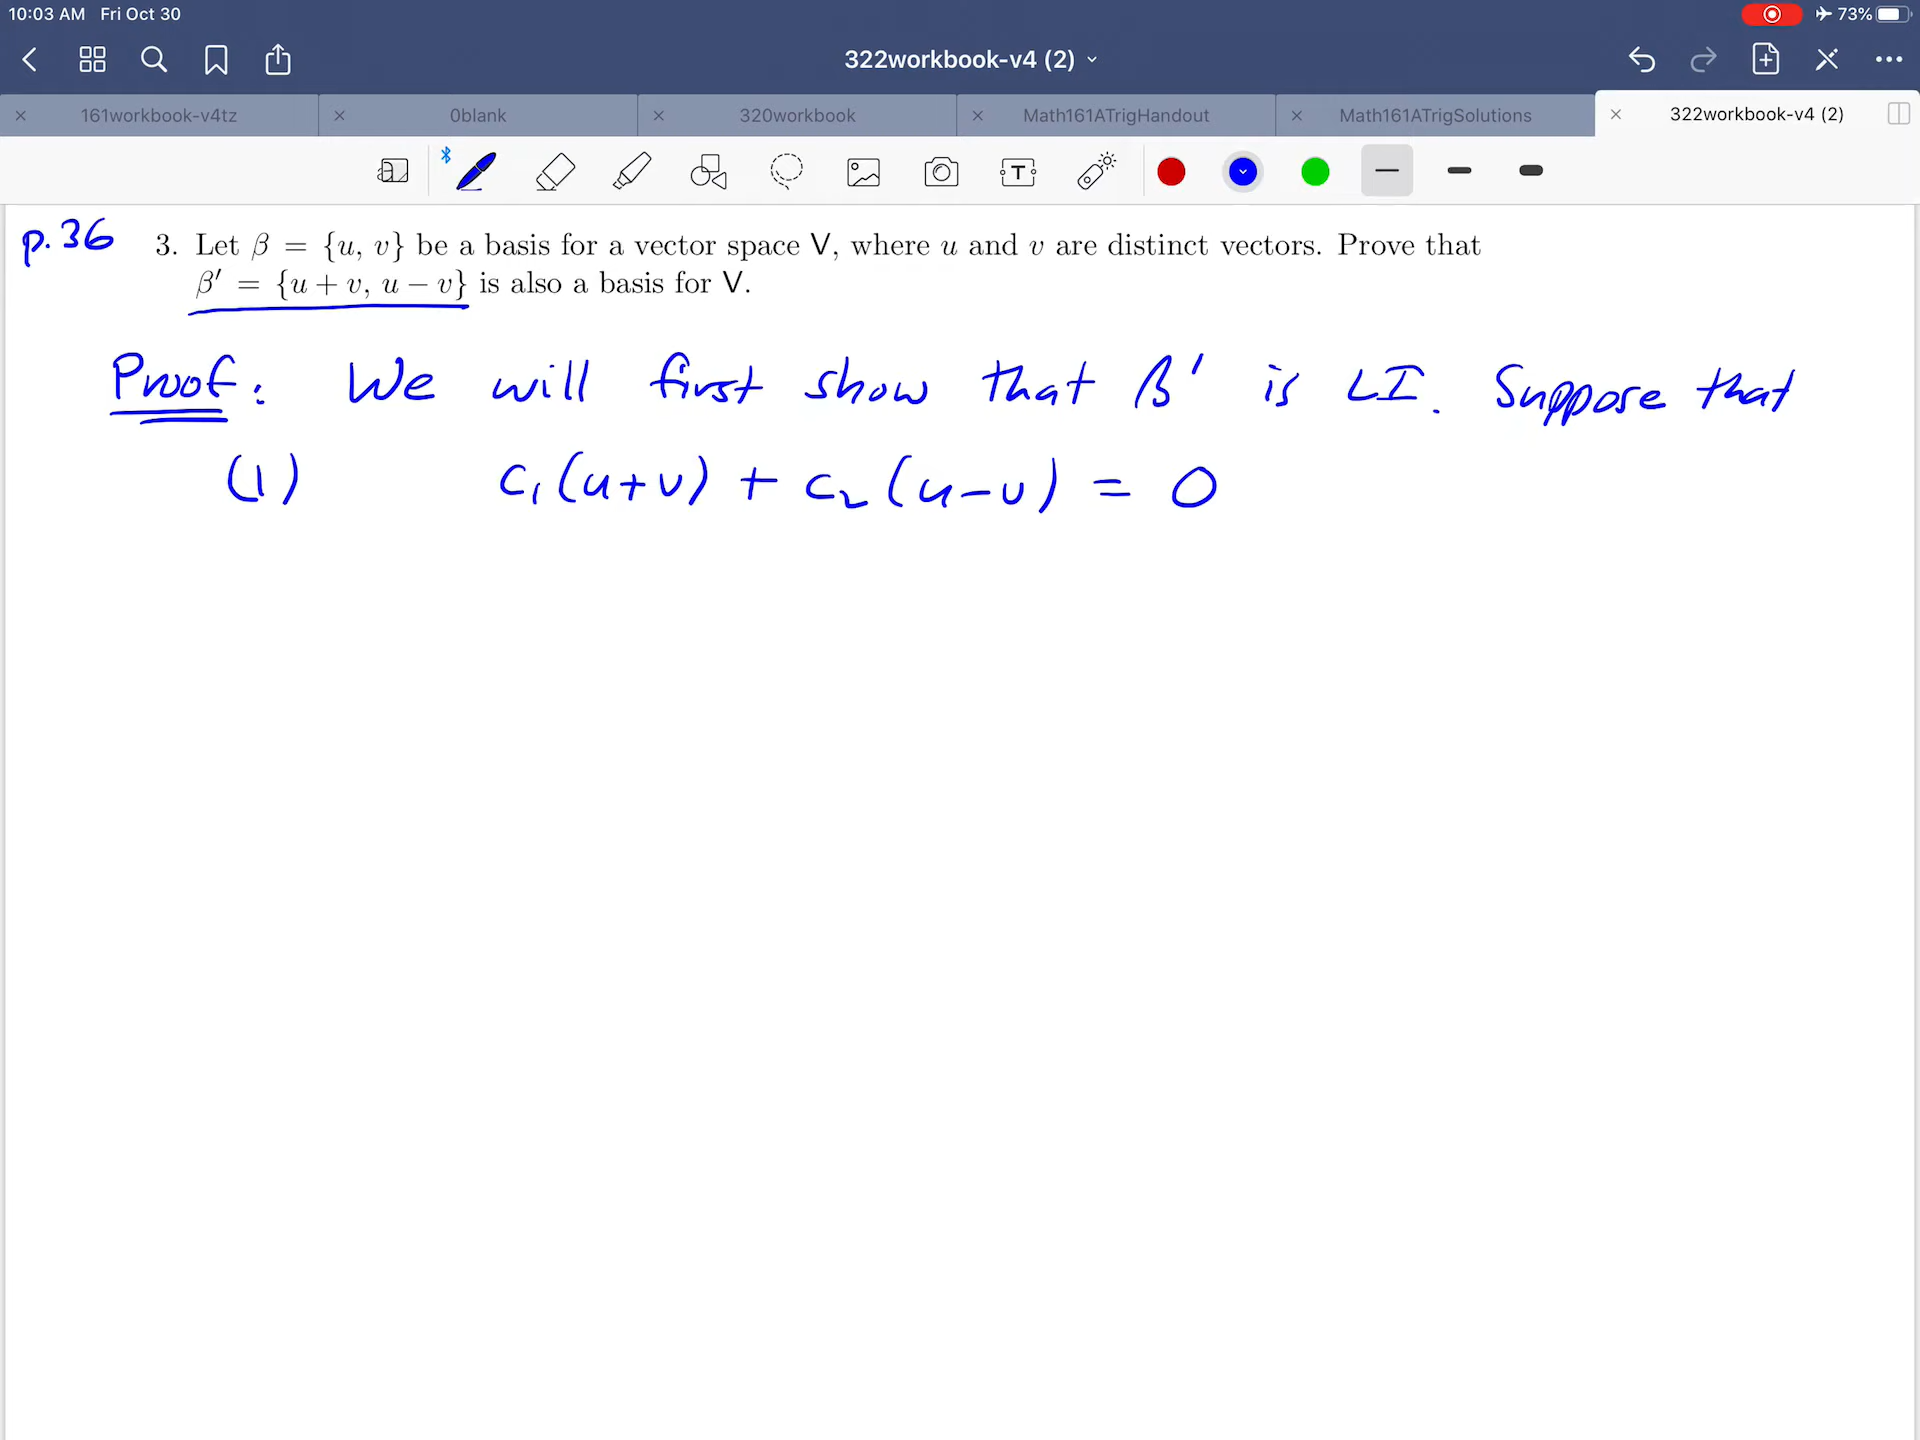 10:03 AM Fri Oct 30
73%
322workbook-v4 (2)
161workbook-v4tz
0blank
320workbook
Math161ATrigHandout
Math161ATrigSolutions
322workbook-v4 (2)
p.36
3. Let β = {u, v} be a basis for a vector space V, where u and v are distinct vectors. Prove that
β′ = {u + v, u − v} is also a basis for V.
Proof: We will first show that β' is LI. Suppose that
(1) c₁(u+v) + c₂(u-v) = 0